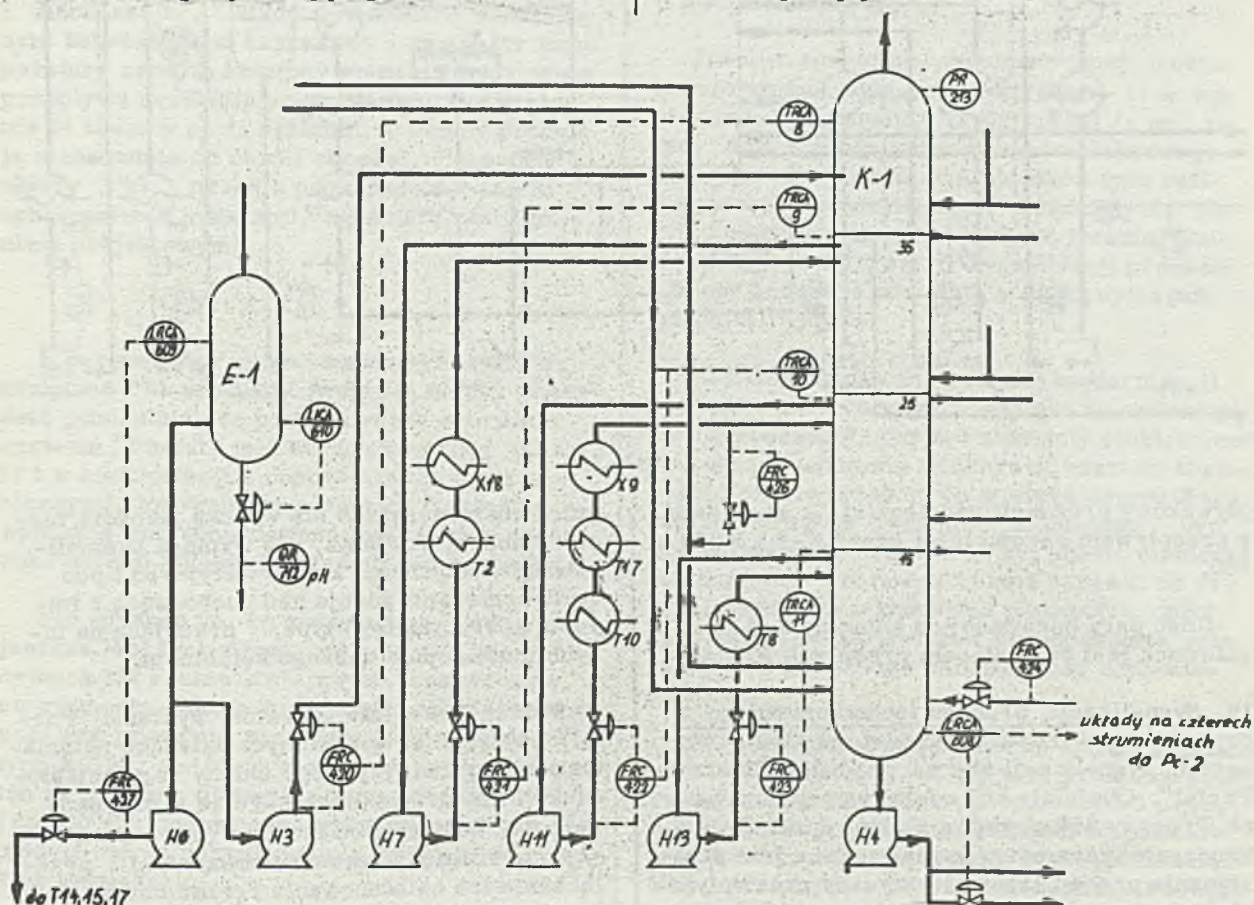 PR 213
TRCA 8
K-1
TRCA 9
35
LRCA 609
E-1
TRCA 10
25
LICA 610
X18
X9
FRC 426
T2
T17
15
QR 712 pH
TRCA 11
T10
T8
FRC 434
LRCA
układy na czterech
strumieniach
do Pc-2
FRC 437
FRC 420
FRC 421
FRC 422
FRC 423
H6
H3
H7
H11
H13
H4
do T14,15,17